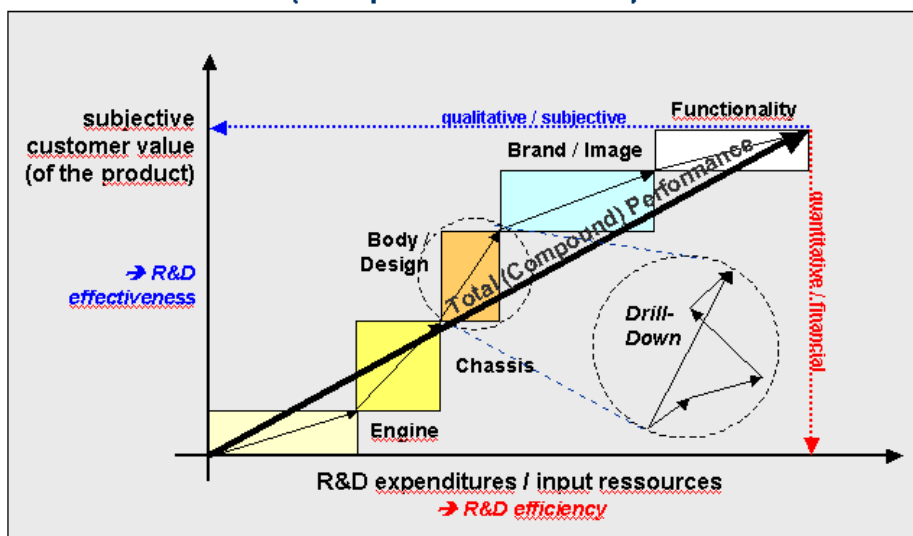 Functionality
qualitative / subjective
subjective
customer value
(of the product)
Brand / Image
Total (Compound) Performance
quantitative / financial
Body /
Design
➔ R&D
effectiveness
Drill-
Down
Chassis
Engine
R&D expenditures / input ressources
➔ R&D efficiency